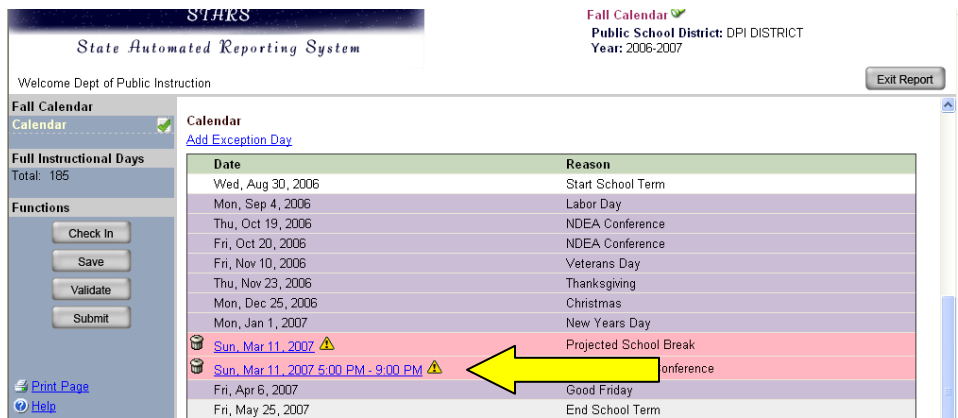 STARS
State Automated Reporting System
Fall Calendar
Public School District: DPI DISTRICT
Year: 2006-2007
Welcome Dept of Public Instruction
Exit Report
Fall Calendar
Calendar
Full Instructional Days
Total: 185
Functions
Check In
Save
Validate
Submit
Print Page
Help
Calendar
Add Exception Day
Date Reason
Wed, Aug 30, 2006 Start School Term
Mon, Sep 4, 2006 Labor Day
Thu, Oct 19, 2006 NDEA Conference
Fri, Oct 20, 2006 NDEA Conference
Fri, Nov 10, 2006 Veterans Day
Thu, Nov 23, 2006 Thanksgiving
Mon, Dec 25, 2006 Christmas
Mon, Jan 1, 2007 New Years Day
Sun, Mar 11, 2007 Projected School Break
Sun, Mar 11, 2007 5:00 PM - 9:00 PM onference
Fri, Apr 6, 2007 Good Friday
Fri, May 25, 2007 End School Term